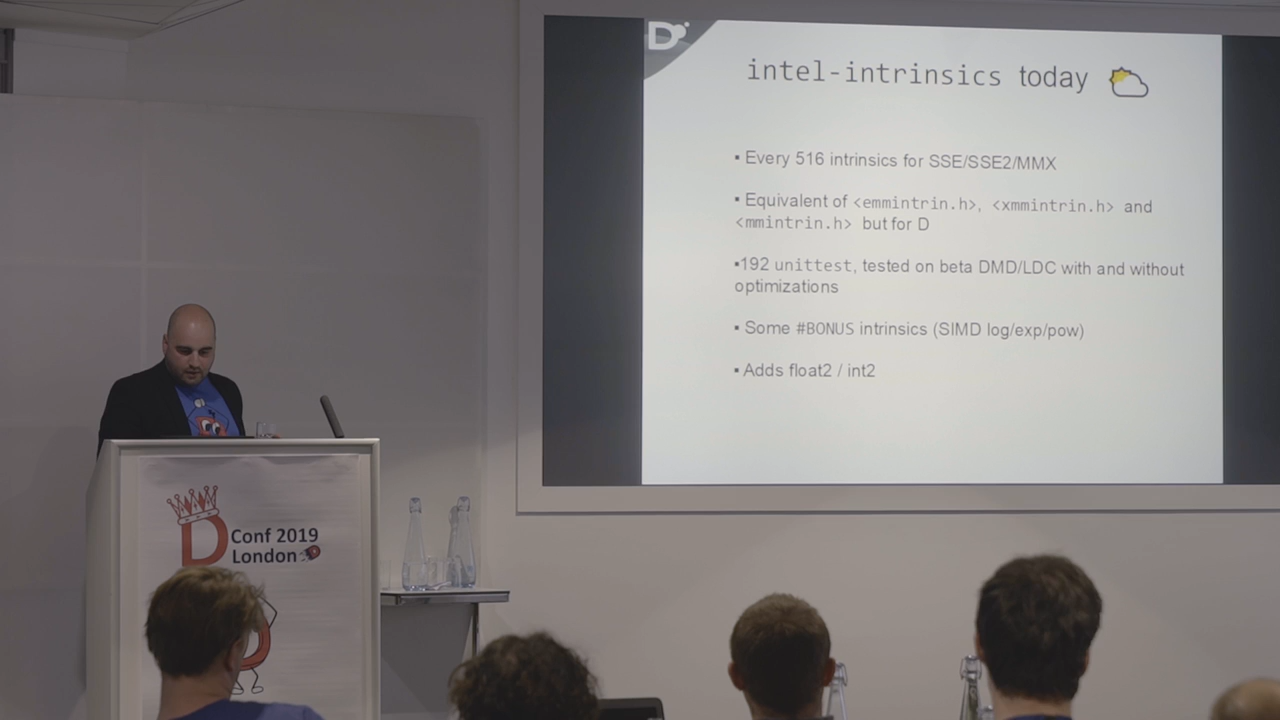 D
intel-intrinsics today
▪ Every 516 intrinsics for SSE/SSE2/MMX
▪ Equivalent of <emmintrin.h>, <xmmintrin.h> and
<mmintrin.h> but for D
▪192 unittest, tested on beta DMD/LDC with and without
optimizations
▪ Some #BONUS intrinsics (SIMD log/exp/pow)
▪ Adds float2 / int2
DConf 2019
London